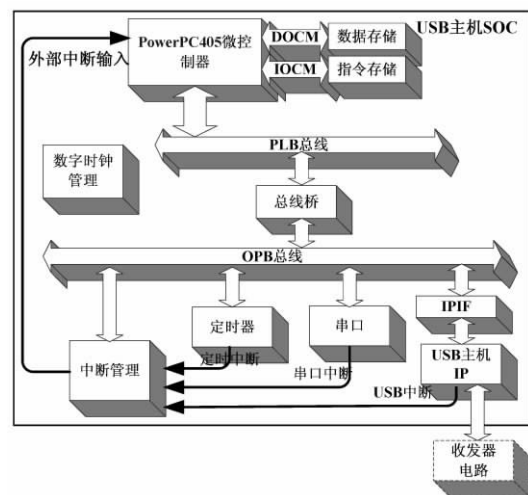 USB主机SOC
外部中断输入
PowerPC405微控
制器
DOCM
数据存储
IOCM
指令存储
PLB总线
数字时钟
管理
总线桥
OPB总线
IPIF
定时器
串口
中断管理
定时中断
串口中断
USB主机
IP
USB中断
收发器
电路